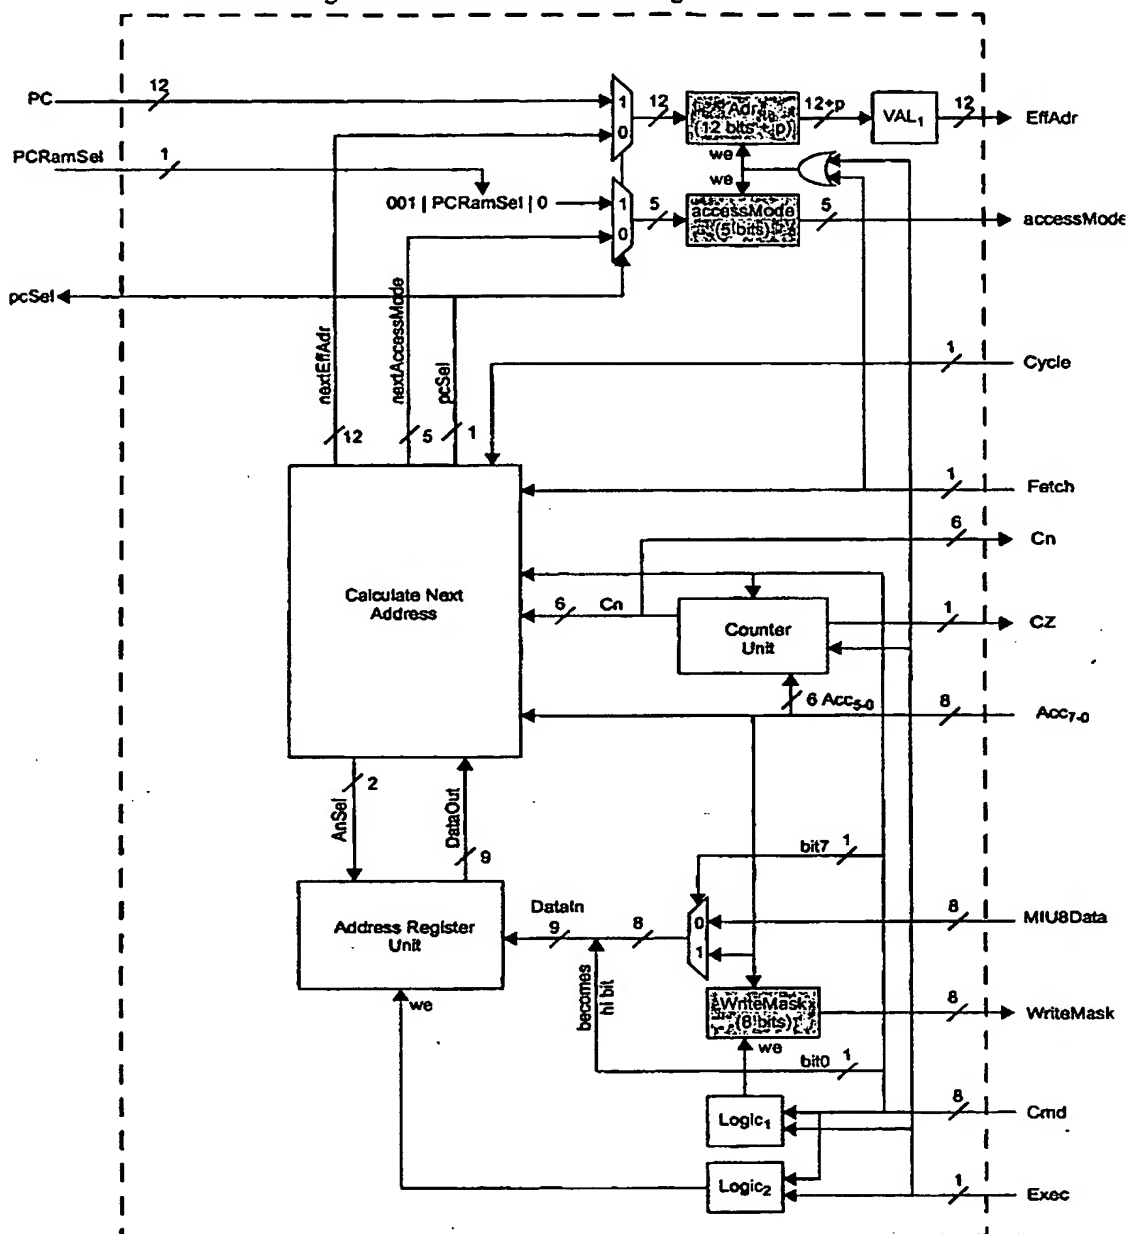 PC
12
1
0
12
EffAdr
(12 bits + p)
12+p
VAL1
12
EffAdr
PCRamSel
1
we
we
001 | PCRamSel | 0
1
0
5
accessMode
(5 bits)
5
accessMode
pcSel
nextEffAdr
nextAccessMode
pcSel
12
5
1
1
Cycle
1
Fetch
6
Cn
Calculate Next
Address
6
Cn
Counter
Unit
1
CZ
6 Acc5-0
8
Acc7-0
2
AnSel
DataOut
9
bit7
1
Address Register
Unit
DataIn
9
8
0
1
8
MIU8Data
becomes
hi bit
we
WriteMask
(8 bits)
8
WriteMask
we
bit0
1
Logic1
8
Cmd
Logic2
1
Exec